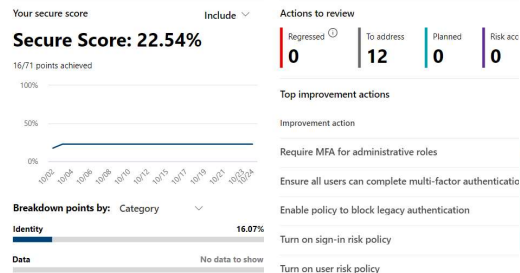 Your secure score
Include
Secure Score: 22.54%
16/71 points achieved
100%
50%
0%
10/02 10/04 10/06 10/08 10/10 10/12 10/15 10/17 10/19 10/21 10/23 10/24
Breakdown points by: Category
Identity 16.07%
Data No data to show
Actions to review
Regressed To address Planned Risk acc
0 12 0 0
Top improvement actions
Improvement action
Require MFA for administrative roles
Ensure all users can complete multi-factor authenticatio
Enable policy to block legacy authentication
Turn on sign-in risk policy
Turn on user risk policy